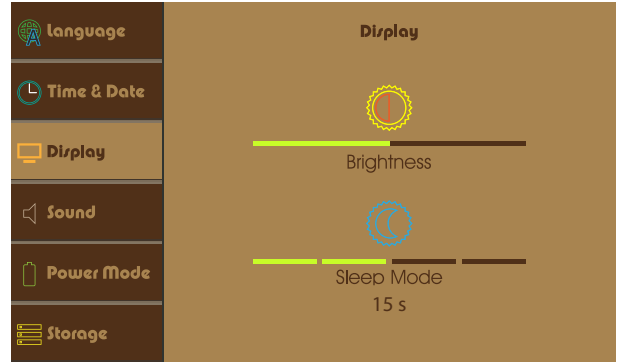 Language
Time & Date
Display
Sound
Power Mode
Storage
Display
Brightness
Sleep Mode
15 s